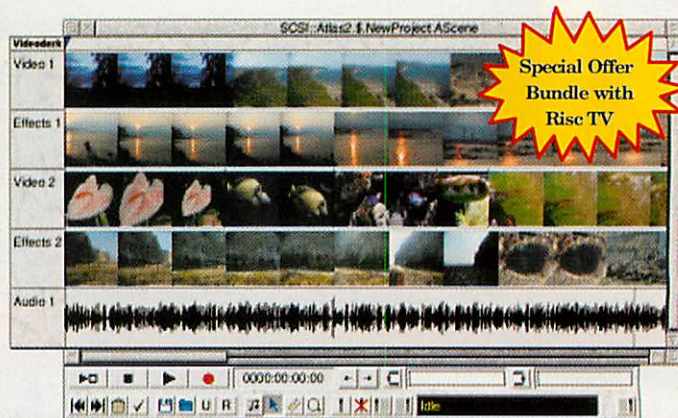 SCSI::Atlas2.$.NewProject.AScene
Special Offer
Bundle with
Risc TV
Videodesk
Video 1
Effects 1
Video 2
Effects 2
Audio 1
0000:00:00:00
U R
Idle